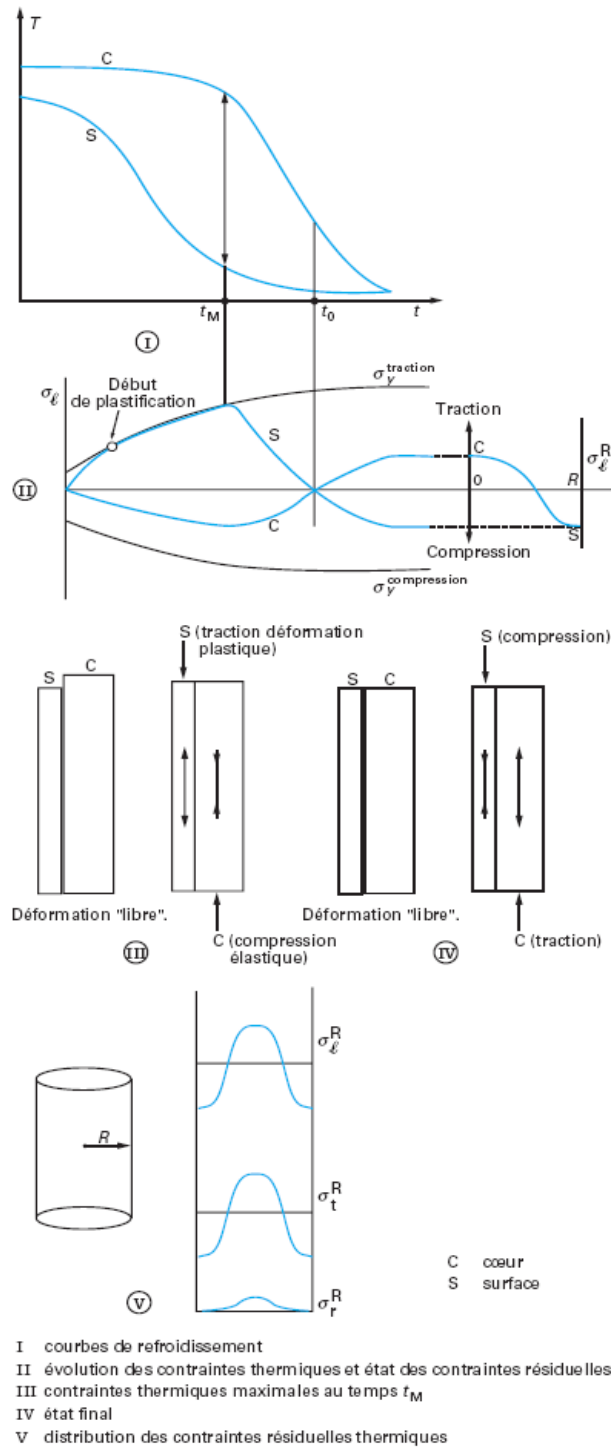 T
C
S
t_M
t_0
t
I
σ_ℓ
Début
de plastification
σ_y^traction
S
Traction
C
σ_ℓ^R
II
0
R
C
S
Compression
σ_y^compression
S (traction déformation
plastique)
S (compression)
S
C
S
C
Déformation "libre".
Déformation "libre".
C (compression
élastique)
C (traction)
III
IV
σ_ℓ^R
R
σ_t^R
C cœur
S surface
σ_r^R
V
I courbes de refroidissement
II évolution des contraintes thermiques et état des contraintes résiduelles
III contraintes thermiques maximales au temps t_M
IV état final
V distribution des contraintes résiduelles thermiques